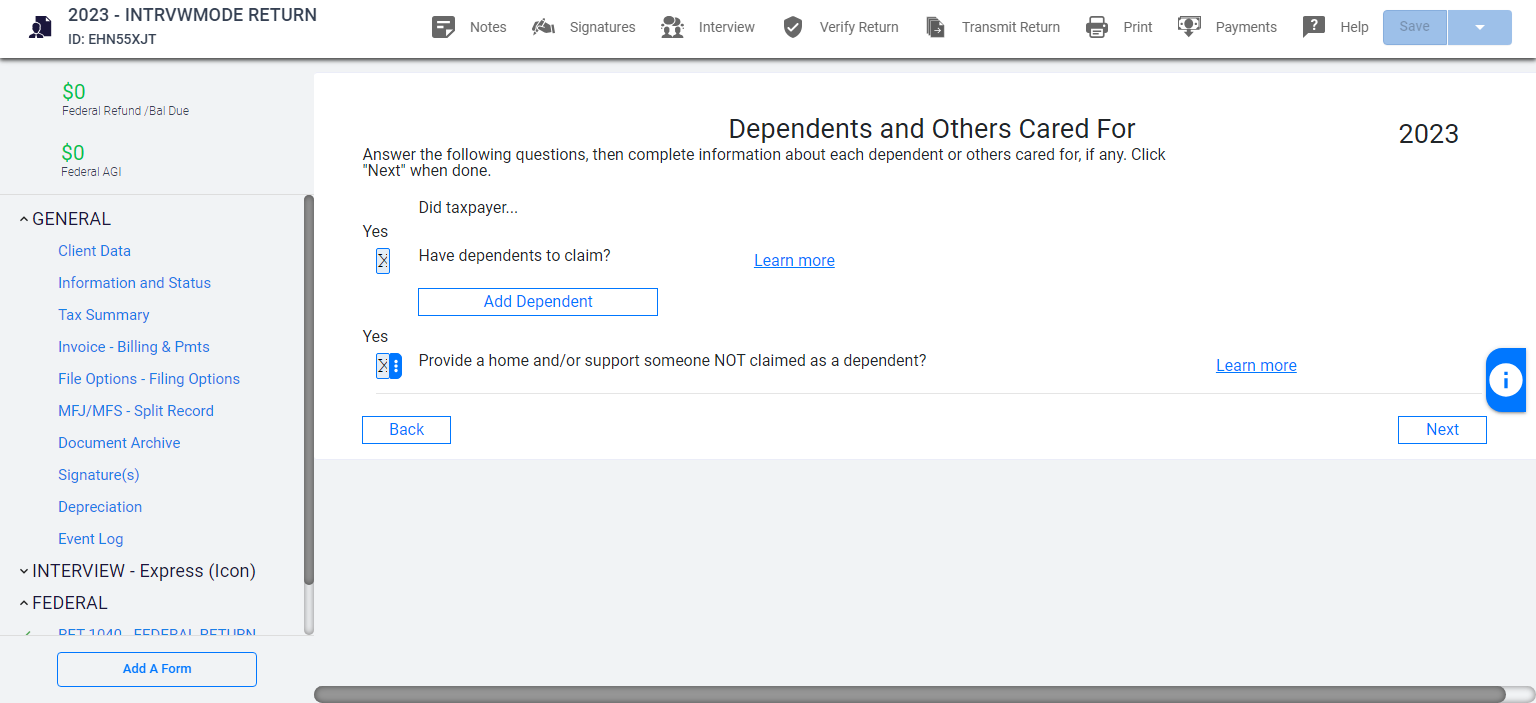 2023 - INTRVWMODE RETURN
ID: EHN55XJT
Notes
Signatures
Interview
Verify Return
Transmit Return
Print
Payments
Help
Save
$0
Federal Refund /Bal Due
$0
Federal AGI
GENERAL
Client Data
Information and Status
Tax Summary
Invoice - Billing & Pmts
File Options - Filing Options
MFJ/MFS - Split Record
Document Archive
Signature(s)
Depreciation
Event Log
INTERVIEW - Express (Icon)
FEDERAL
RET 1040 - FEDERAL RETURN
Add A Form
Dependents and Others Cared For
2023
Answer the following questions, then complete information about each dependent or others cared for, if any. Click
"Next" when done.
Did taxpayer...
Yes
X
Have dependents to claim?
Learn more
Add Dependent
Yes
X
Provide a home and/or support someone NOT claimed as a dependent?
Learn more
Back
Next